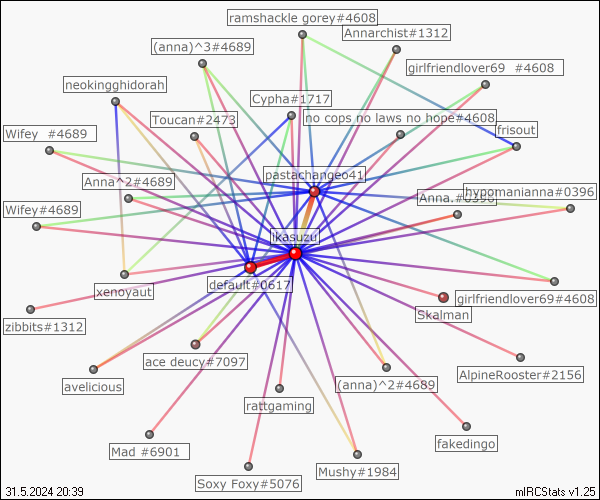 ramshackle gorey#4608
Annarchist#1312
(anna)^3#4689
girlfriendlover69 #4608
neokingghidorah
Cypha#1717
Toucan#2473
no cops no laws no hope#4608
Wifey #4689
frisout
pastachangeo41
Anna^2#4689
Anna.#0396
hypomanianna#0396
Wifey#4689
ikasuzu
default#0617
xenoyaut
girlfriendlover69#4608
Skalman
zibbits#1312
ace deucy#7097
AlpineRooster#2156
avelicious
(anna)^2#4689
rattgaming
fakedingo
Mad #6901
Mushy#1984
Soxy Foxy#5076
31.5.2024 20:39
mIRCStats v1.25